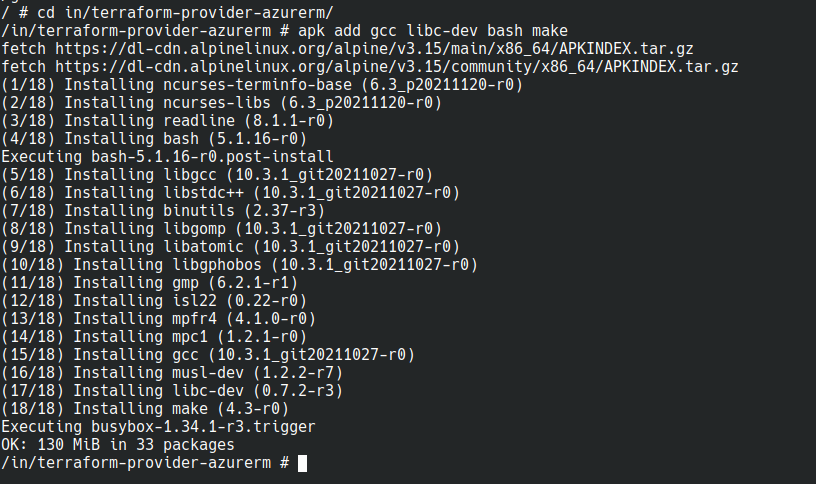 / # cd in/terraform-provider-azurerm/
/in/terraform-provider-azurerm # apk add gcc libc-dev bash make
fetch https://dl-cdn.alpinelinux.org/alpine/v3.15/main/x86_64/APKINDEX.tar.gz
fetch https://dl-cdn.alpinelinux.org/alpine/v3.15/community/x86_64/APKINDEX.tar.gz
(1/18) Installing ncurses-terminfo-base (6.3_p20211120-r0)
(2/18) Installing ncurses-libs (6.3_p20211120-r0)
(3/18) Installing readline (8.1.1-r0)
(4/18) Installing bash (5.1.16-r0)
Executing bash-5.1.16-r0.post-install
(5/18) Installing libgcc (10.3.1_git20211027-r0)
(6/18) Installing libstdc++ (10.3.1_git20211027-r0)
(7/18) Installing binutils (2.37-r3)
(8/18) Installing libgomp (10.3.1_git20211027-r0)
(9/18) Installing libatomic (10.3.1_git20211027-r0)
(10/18) Installing libgphobos (10.3.1_git20211027-r0)
(11/18) Installing gmp (6.2.1-r1)
(12/18) Installing isl22 (0.22-r0)
(13/18) Installing mpfr4 (4.1.0-r0)
(14/18) Installing mpc1 (1.2.1-r0)
(15/18) Installing gcc (10.3.1_git20211027-r0)
(16/18) Installing musl-dev (1.2.2-r7)
(17/18) Installing libc-dev (0.7.2-r3)
(18/18) Installing make (4.3-r0)
Executing busybox-1.34.1-r3.trigger
OK: 130 MiB in 33 packages
/in/terraform-provider-azurerm #